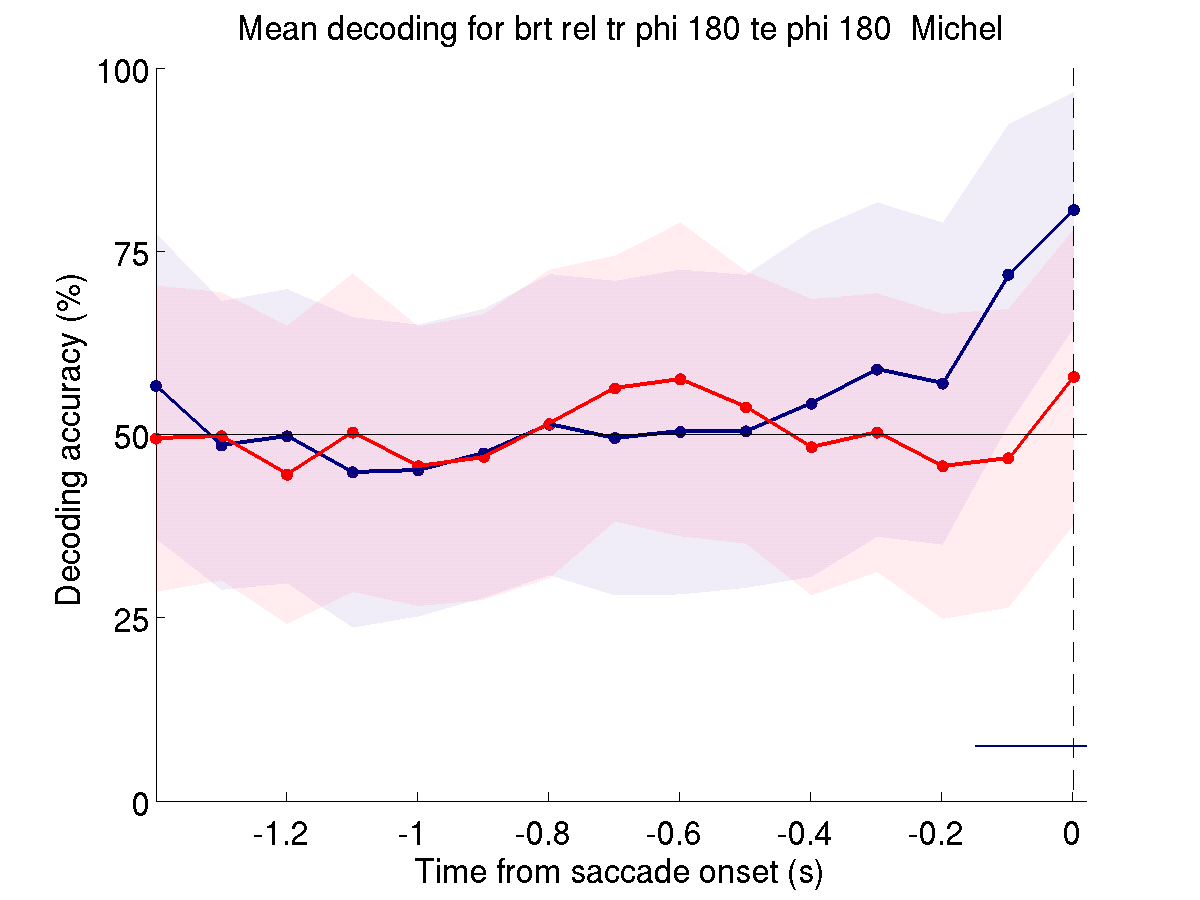 Mean decoding for brt rel tr phi 180 te phi 180  Michel
100
75
50
25
0
Decoding accuracy (%)
-1.2 -1 -0.8 -0.6 -0.4 -0.2 0
Time from saccade onset (s)